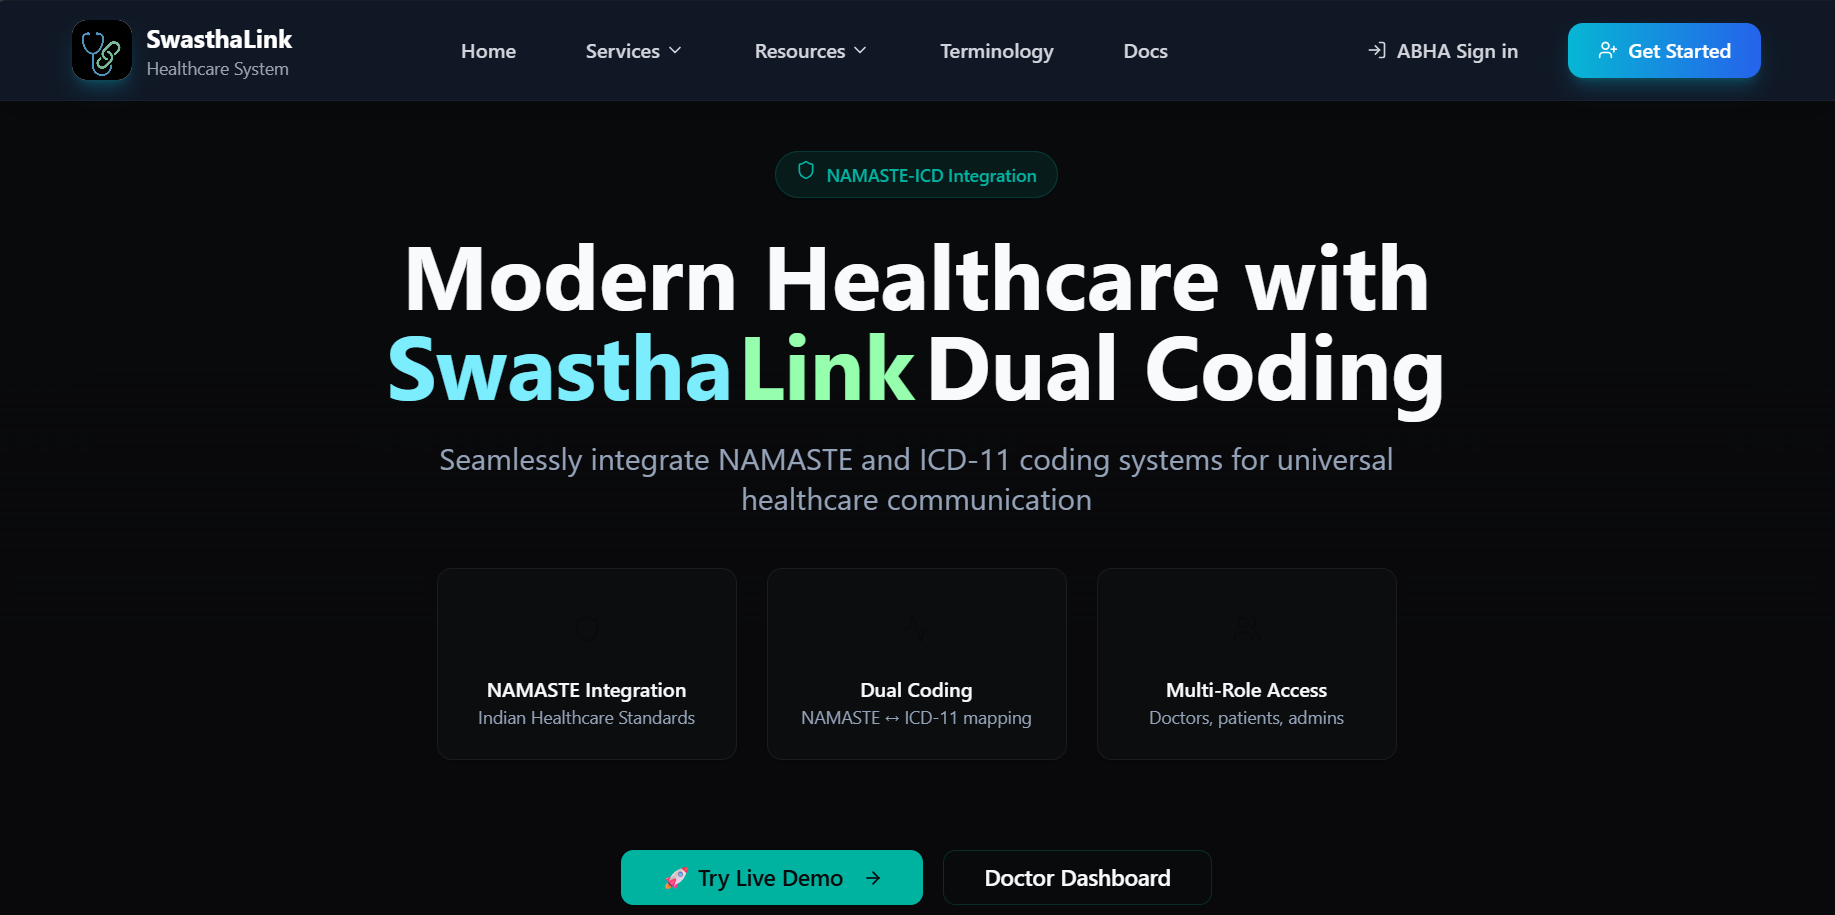 SwasthaLink
Healthcare System
Home
Services
Resources
Terminology
Docs
ABHA Sign in
Get Started
NAMASTE-ICD Integration
Modern Healthcare with
SwasthaLink Dual Coding
Seamlessly integrate NAMASTE and ICD-11 coding systems for universal
healthcare communication
NAMASTE Integration
Indian Healthcare Standards
Dual Coding
NAMASTE ↔ ICD-11 mapping
Multi-Role Access
Doctors, patients, admins
🚀 Try Live Demo →
Doctor Dashboard